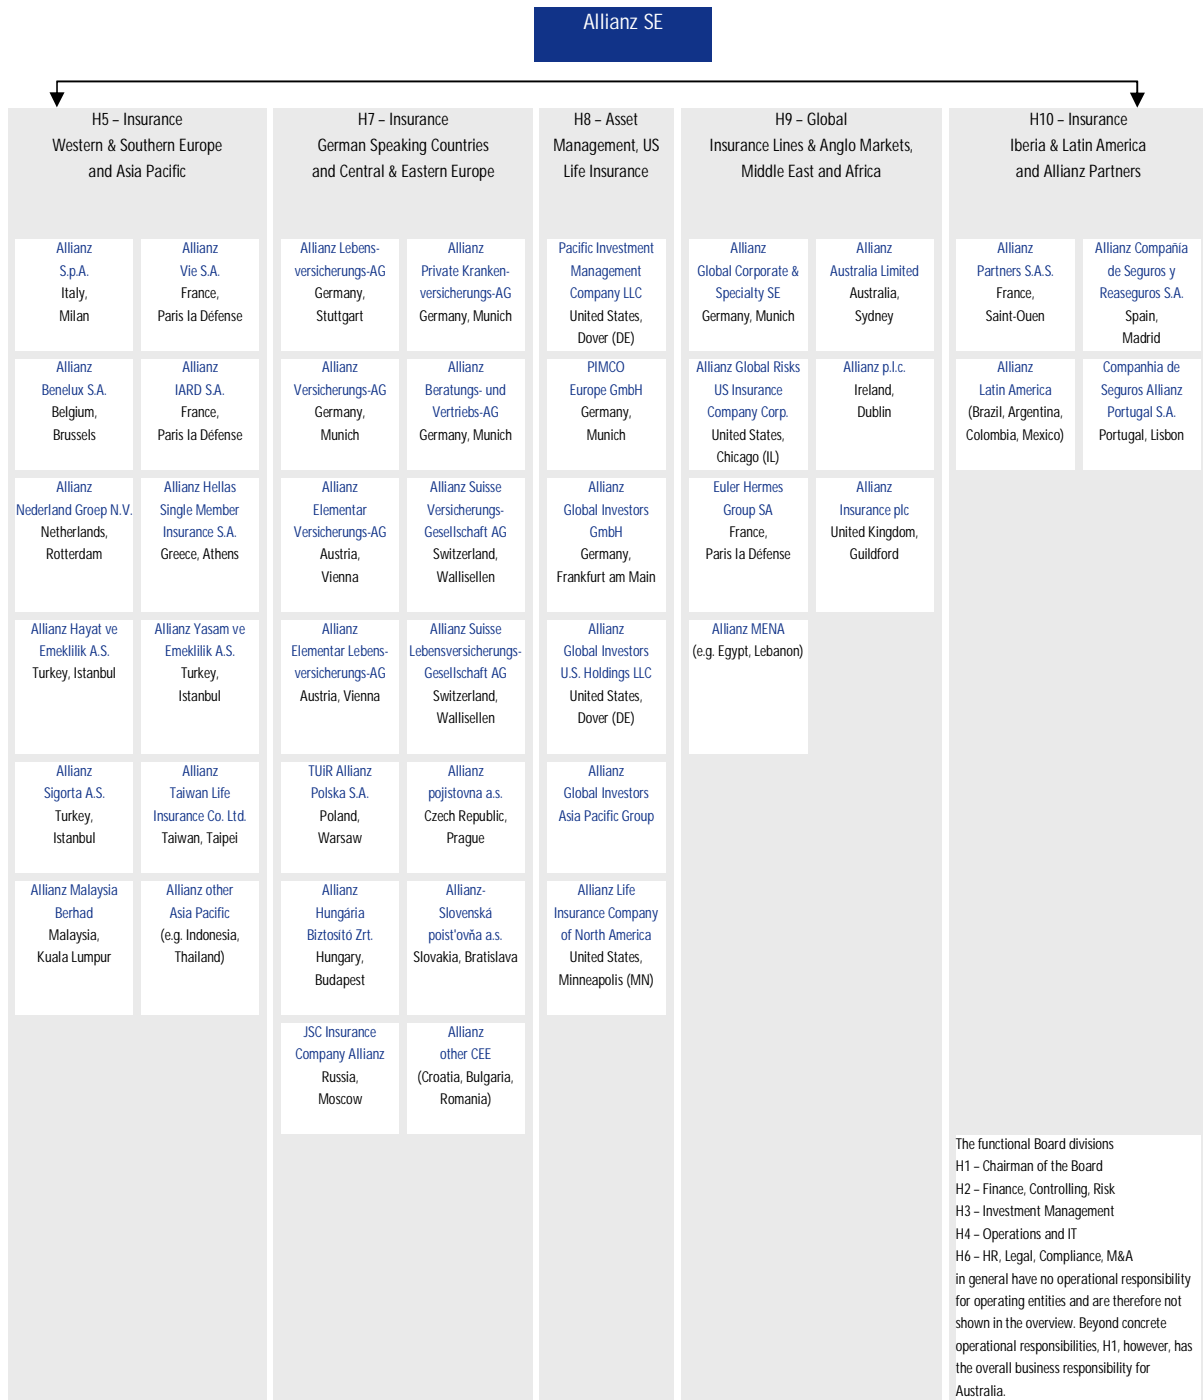 Allianz SE
H5 – Insurance
Western & Southern Europe
and Asia Pacific
Allianz
S.p.A.
Italy,
Milan
Allianz
Vie S.A.
France,
Paris la Défense
Allianz
Benelux S.A.
Belgium,
Brussels
Allianz
IARD S.A.
France,
Paris la Défense
Allianz
Nederland Groep N.V.
Netherlands,
Rotterdam
Allianz Hellas
Single Member
Insurance S.A.
Greece, Athens
Allianz Hayat ve
Emeklilik A.S.
Turkey, Istanbul
Allianz Yasam ve
Emeklilik A.S.
Turkey,
Istanbul
Allianz
Sigorta A.S.
Turkey,
Istanbul
Allianz
Taiwan Life
Insurance Co. Ltd.
Taiwan, Taipei
Allianz Malaysia
Berhad
Malaysia,
Kuala Lumpur
Allianz other
Asia Pacific
(e.g. Indonesia,
Thailand)
H7 – Insurance
German Speaking Countries
and Central & Eastern Europe
Allianz Lebens-
versicherungs-AG
Germany,
Stuttgart
Allianz
Private Kranken-
versicherungs-AG
Germany, Munich
Allianz
Versicherungs-AG
Germany,
Munich
Allianz
Beratungs- und
Vertriebs-AG
Germany, Munich
Allianz
Elementar
Versicherungs-AG
Austria,
Vienna
Allianz Suisse
Versicherungs-
Gesellschaft AG
Switzerland,
Wallisellen
Allianz
Elementar Lebens-
versicherungs-AG
Austria, Vienna
Allianz Suisse
Lebensversicherungs-
Gesellschaft AG
Switzerland,
Wallisellen
TUiR Allianz
Polska S.A.
Poland,
Warsaw
Allianz
pojistovna a.s.
Czech Republic,
Prague
Allianz
Hungária
Biztosító Zrt.
Hungary,
Budapest
Allianz-
Slovenská
poist'ovňa a.s.
Slovakia, Bratislava
JSC Insurance
Company Allianz
Russia,
Moscow
Allianz
other CEE
(Croatia, Bulgaria,
Romania)
H8 – Asset
Management, US
Life Insurance
Pacific Investment
Management
Company LLC
United States,
Dover (DE)
PIMCO
Europe GmbH
Germany,
Munich
Allianz
Global Investors
GmbH
Germany,
Frankfurt am Main
Allianz
Global Investors
U.S. Holdings LLC
United States,
Dover (DE)
Allianz
Global Investors
Asia Pacific Group
Allianz Life
Insurance Company
of North America
United States,
Minneapolis (MN)
H9 – Global
Insurance Lines & Anglo Markets,
Middle East and Africa
Allianz
Global Corporate &
Specialty SE
Germany, Munich
Allianz
Australia Limited
Australia,
Sydney
Allianz Global Risks
US Insurance
Company Corp.
United States,
Chicago (IL)
Allianz p.l.c.
Ireland,
Dublin
Euler Hermes
Group SA
France,
Paris la Défense
Allianz
Insurance plc
United Kingdom,
Guildford
Allianz MENA
(e.g. Egypt, Lebanon)
H10 – Insurance
Iberia & Latin America
and Allianz Partners
Allianz
Partners S.A.S.
France,
Saint-Ouen
Allianz Compañía
de Seguros y
Reaseguros S.A.
Spain,
Madrid
Allianz
Latin America
(Brazil, Argentina,
Colombia, Mexico)
Companhia de
Seguros Allianz
Portugal S.A.
Portugal, Lisbon
The functional Board divisions
H1 – Chairman of the Board
H2 – Finance, Controlling, Risk
H3 – Investment Management
H4 – Operations and IT
H6 – HR, Legal, Compliance, M&A
in general have no operational responsibility
for operating entities and are therefore not
shown in the overview. Beyond concrete
operational responsibilities, H1, however, has
the overall business responsibility for
Australia.